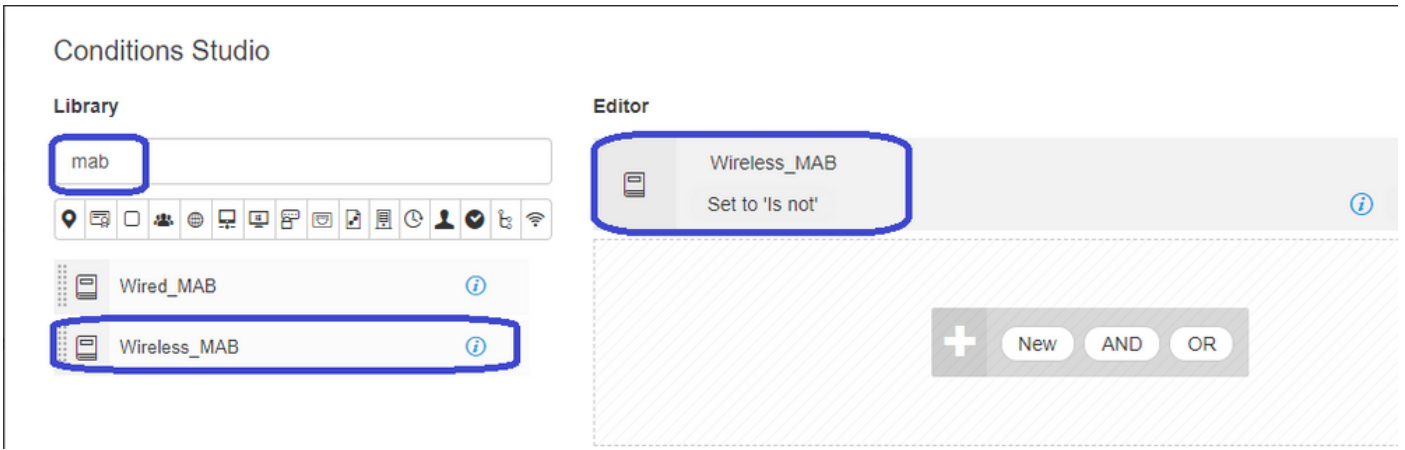 Conditions Studio
Library
mab
Wired_MAB
Wireless_MAB
Editor
Wireless_MAB
Set to 'Is not'
New AND OR